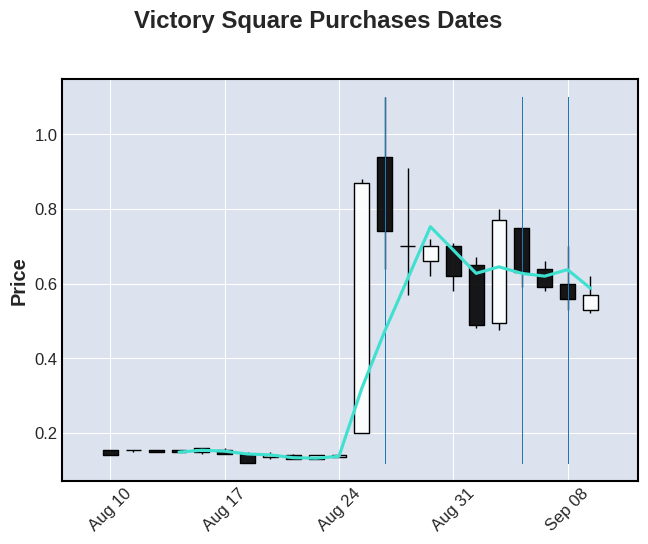 Victory Square Purchases Dates
Price
1.0
0.8
0.6
0.4
0.2
Aug 10
Aug 17
Aug 24
Aug 31
Sep 08